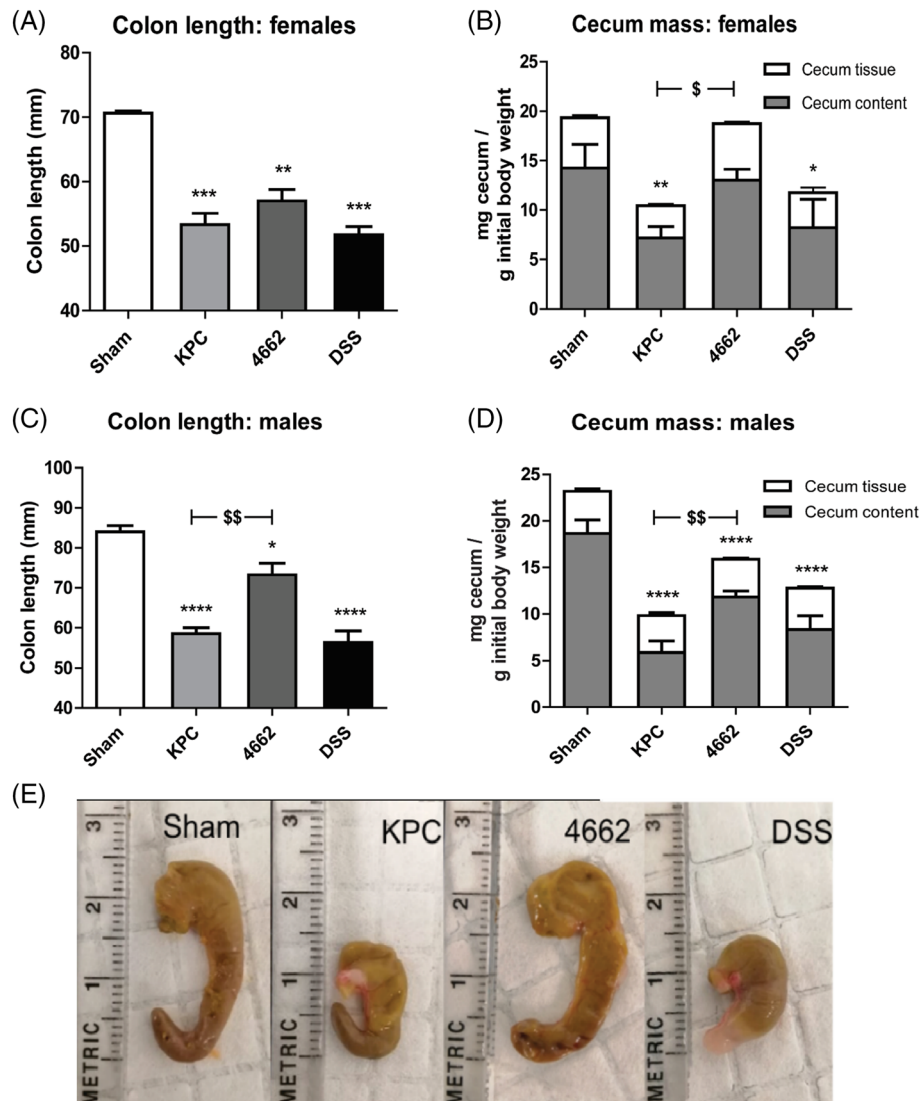 (A)
Colon length: females
Colon length (mm)
80
70
60
50
40
***
**
***
Sham
KPC
4662
DSS
(B)
Cecum mass: females
mg cecum /
g initial body weight
25
20
15
10
5
0
Cecum tissue
Cecum content
$
**
*
Sham
KPC
4662
DSS
(C)
Colon length: males
Colon length (mm)
100
90
80
70
60
50
40
$$
****
*
****
Sham
KPC
4662
DSS
(D)
Cecum mass: males
mg cecum /
g initial body weight
25
20
15
10
5
0
Cecum tissue
Cecum content
$$
****
****
****
Sham
KPC
4662
DSS
(E)
Sham
3
2
1
METRIC
KPC
3
2
1
METRIC
4662
3
2
1
METRIC
DSS
3
2
1
METRIC